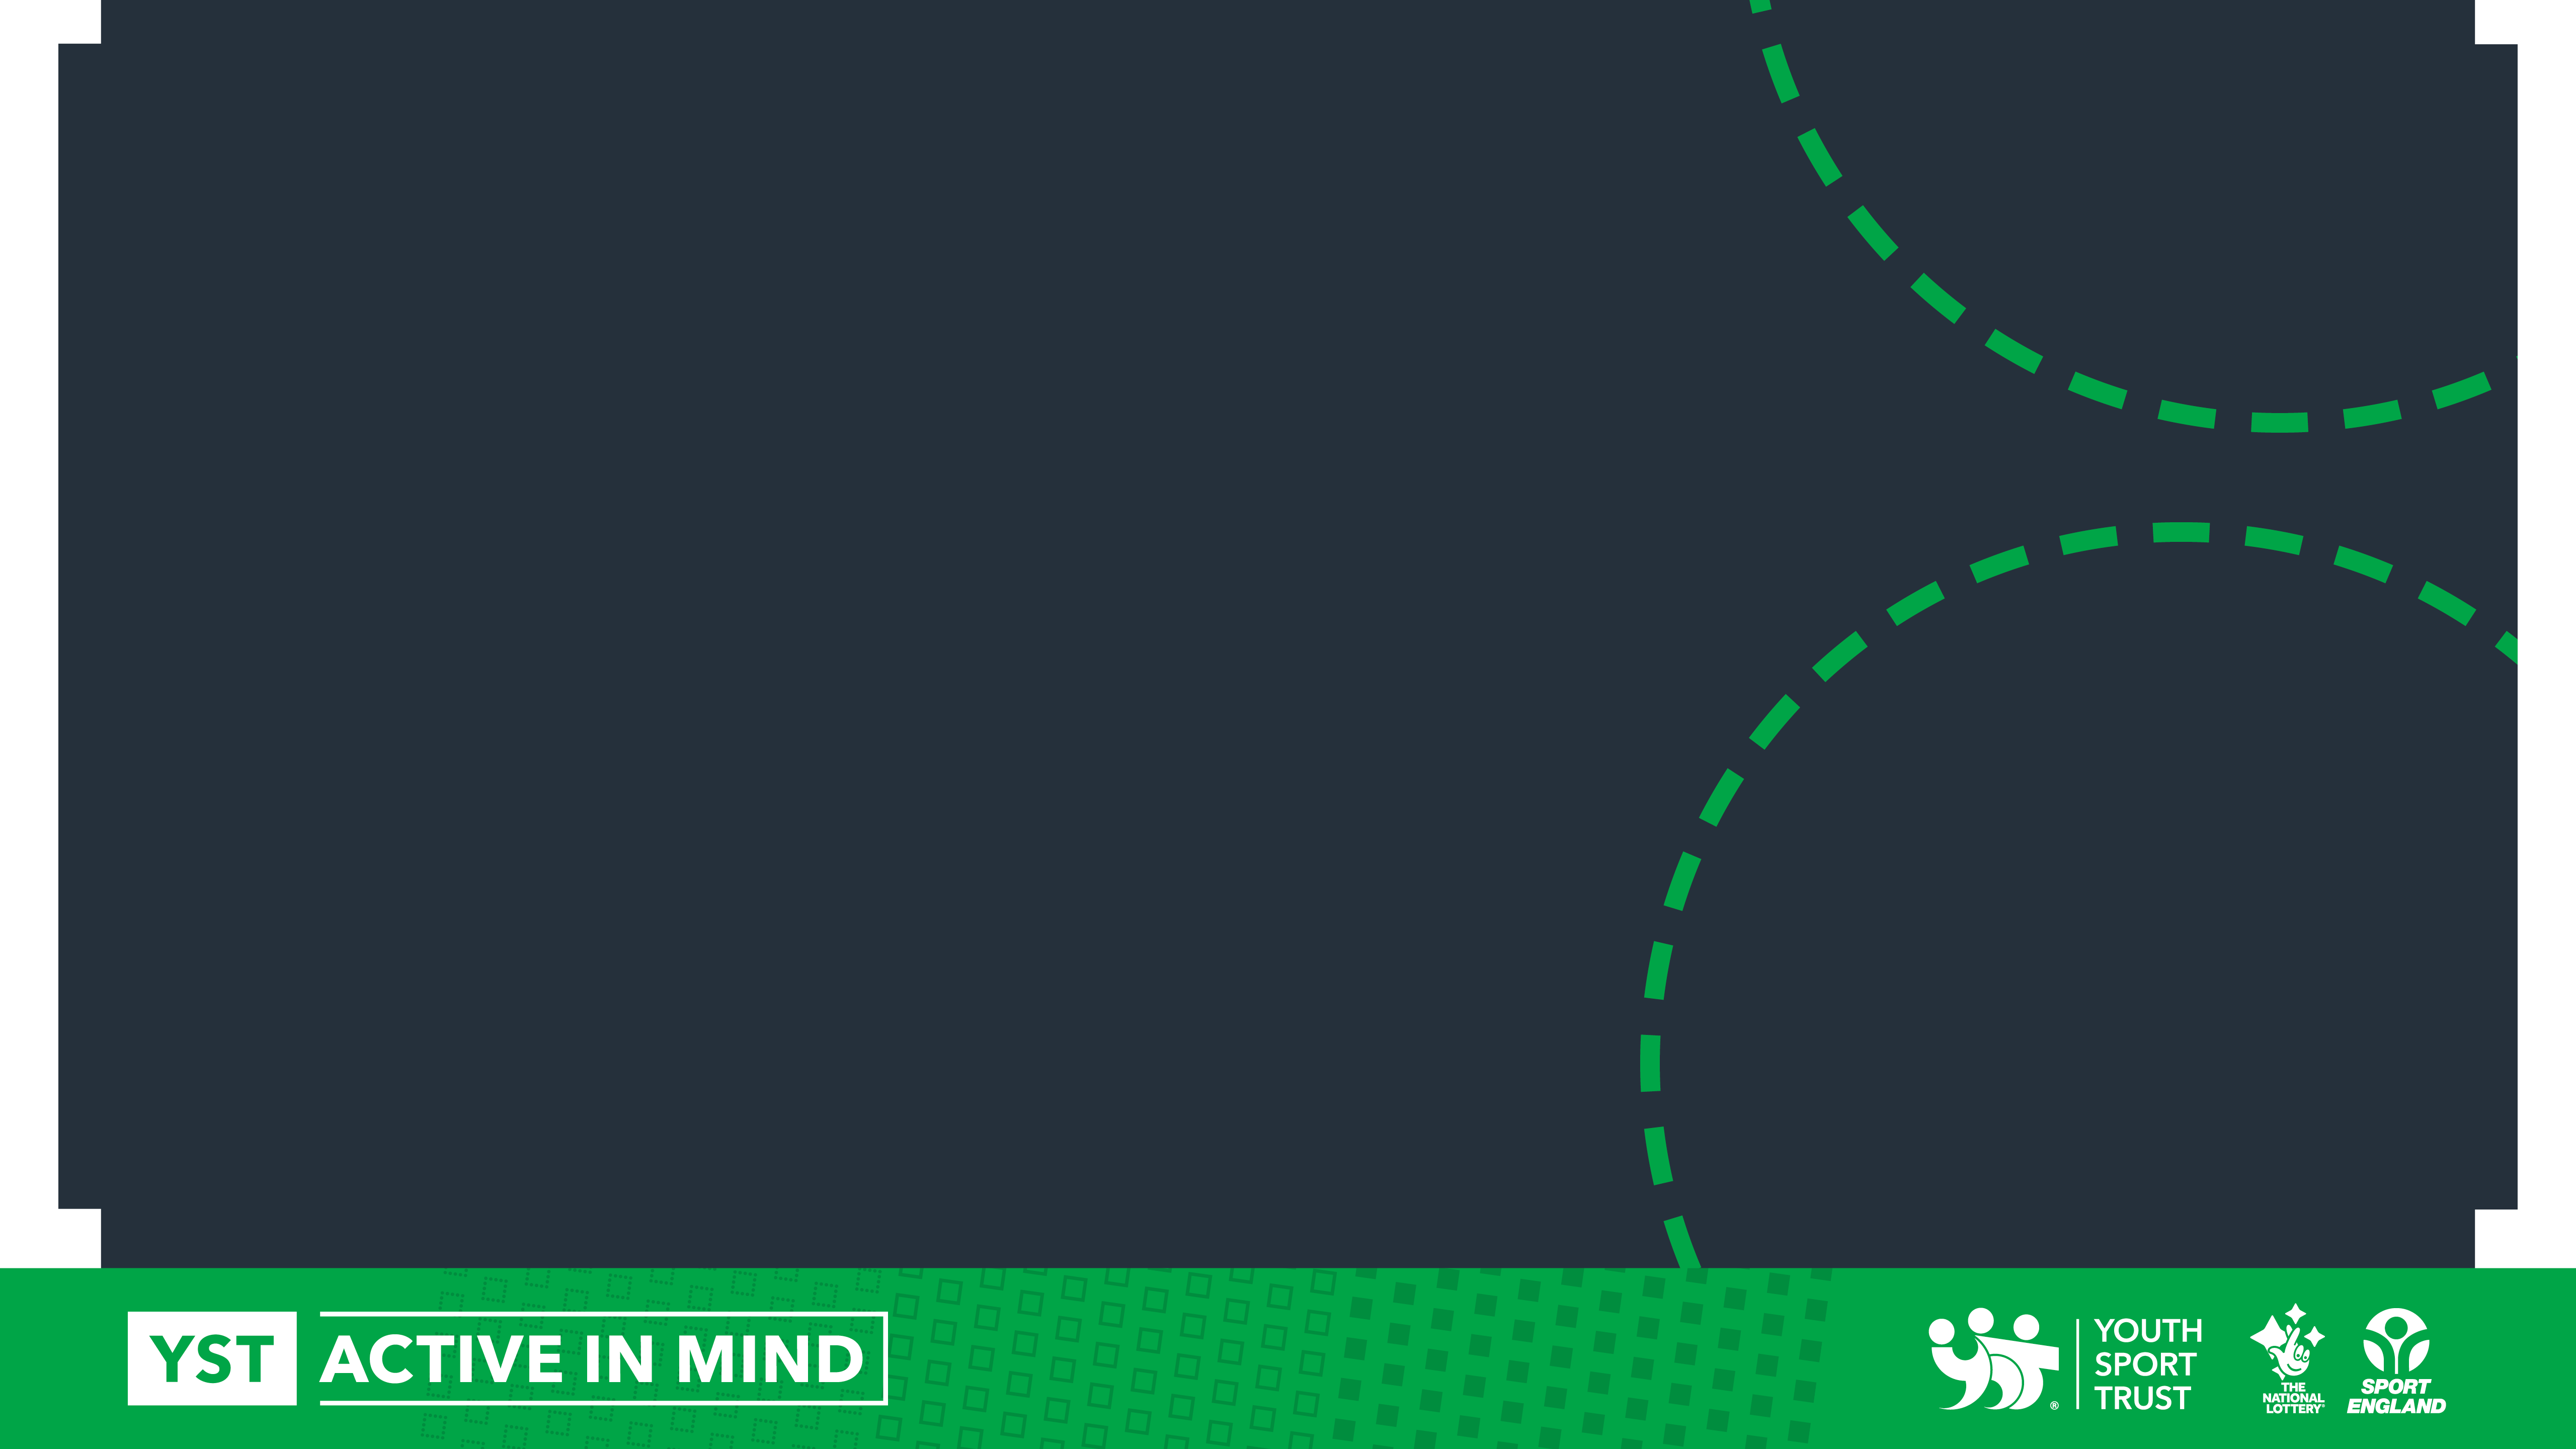 YST ACTIVE IN MIND
YOUTH
SPORT
TRUST
®
THE
NATIONAL
LOTTERY®
SPORT
ENGLAND